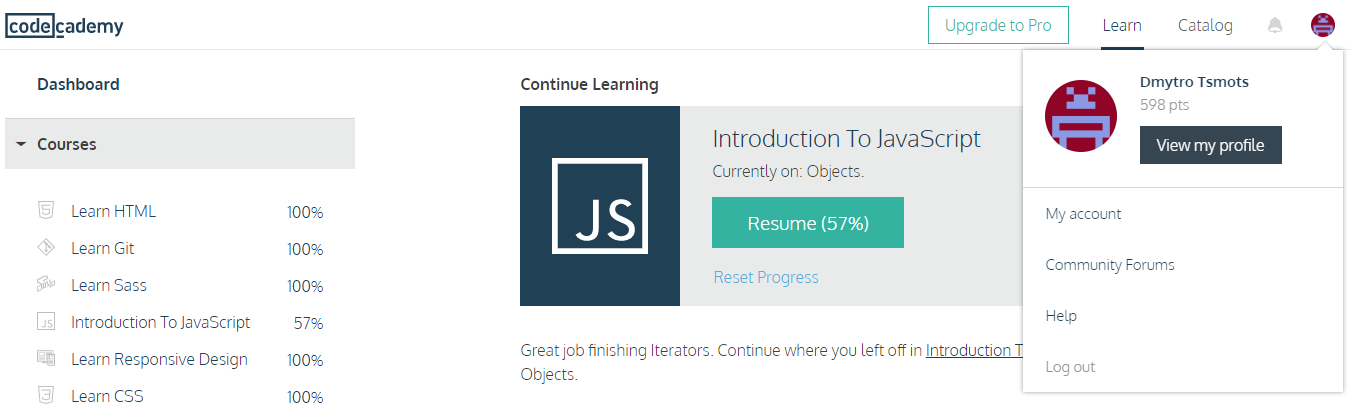 codecademy
Upgrade to Pro
Learn
Catalog
Dashboard
Courses
Learn HTML 100%
Learn Git 100%
Learn Sass 100%
Introduction To JavaScript 57%
Learn Responsive Design 100%
Learn CSS 100%
Continue Learning
JS
Introduction To JavaScript
Currently on: Objects.
Resume (57%)
Reset Progress
Great job finishing Iterators. Continue where you left off in Introduction T
Objects.
Dmytro Tsmots
598 pts
View my profile
My account
Community Forums
Help
Log out